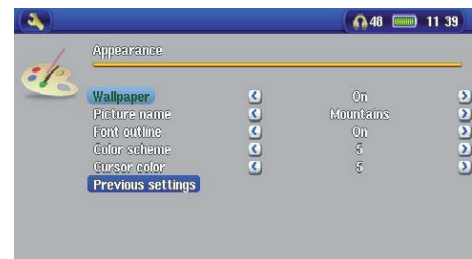 48 11 39
Appearance
Wallpaper On
Picture name Mountains
Font outline On
Color scheme 5
Cursor color 5
Previous settings